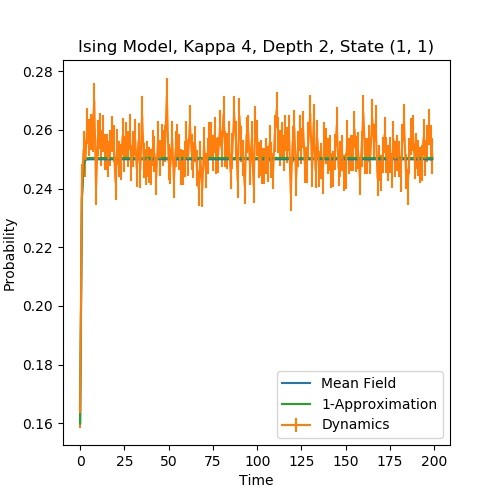 Ising Model, Kappa 4, Depth 2, State (1, 1)
0.28
0.26
0.24
0.22
0.20
0.18
0.16
Probability
Mean Field
1-Approximation
Dynamics
0 25 50 75 100 125 150 175 200
Time